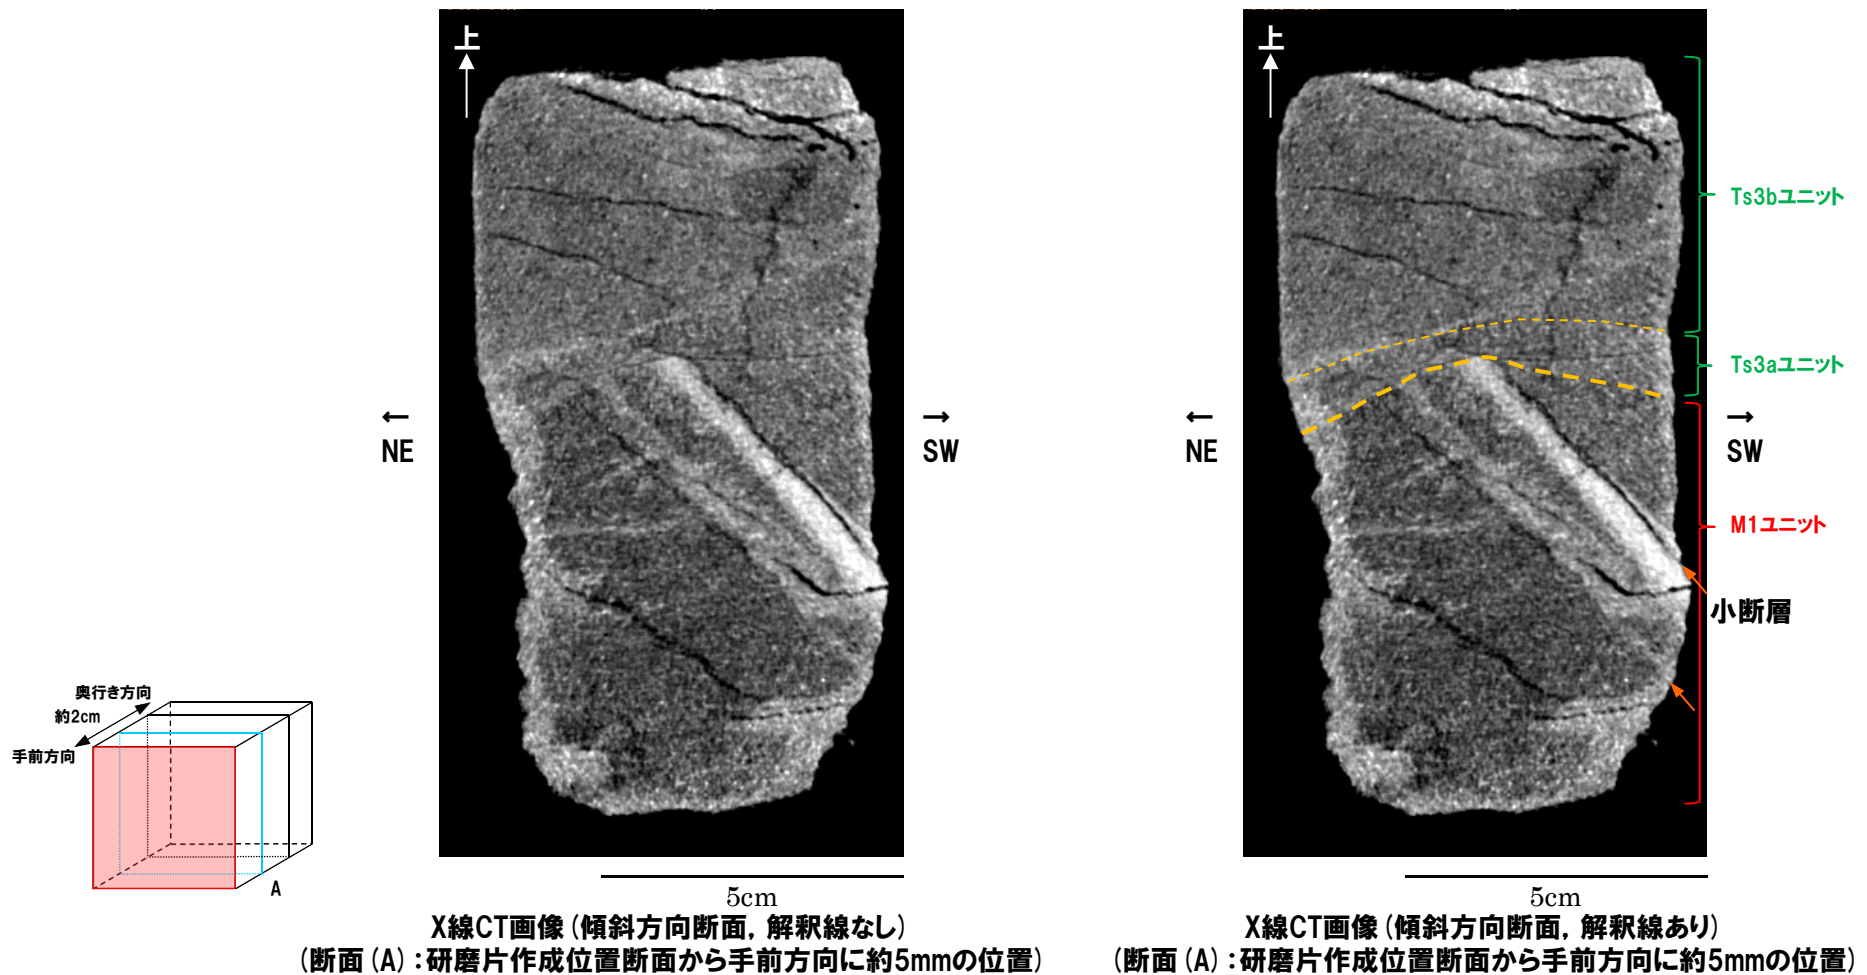 上
←
NE
→
SW
奥行き方向
約2cm
手前方向
A
5cm
X線CT画像(傾斜方向断面, 解釈線なし)
(断面(A):研磨片作成位置断面から手前方向に約5mmの位置)
上
Ts3bユニット
Ts3aユニット
←
NE
→
SW
M1ユニット
小断層
5cm
X線CT画像(傾斜方向断面, 解釈線あり)
(断面(A):研磨片作成位置断面から手前方向に約5mmの位置)